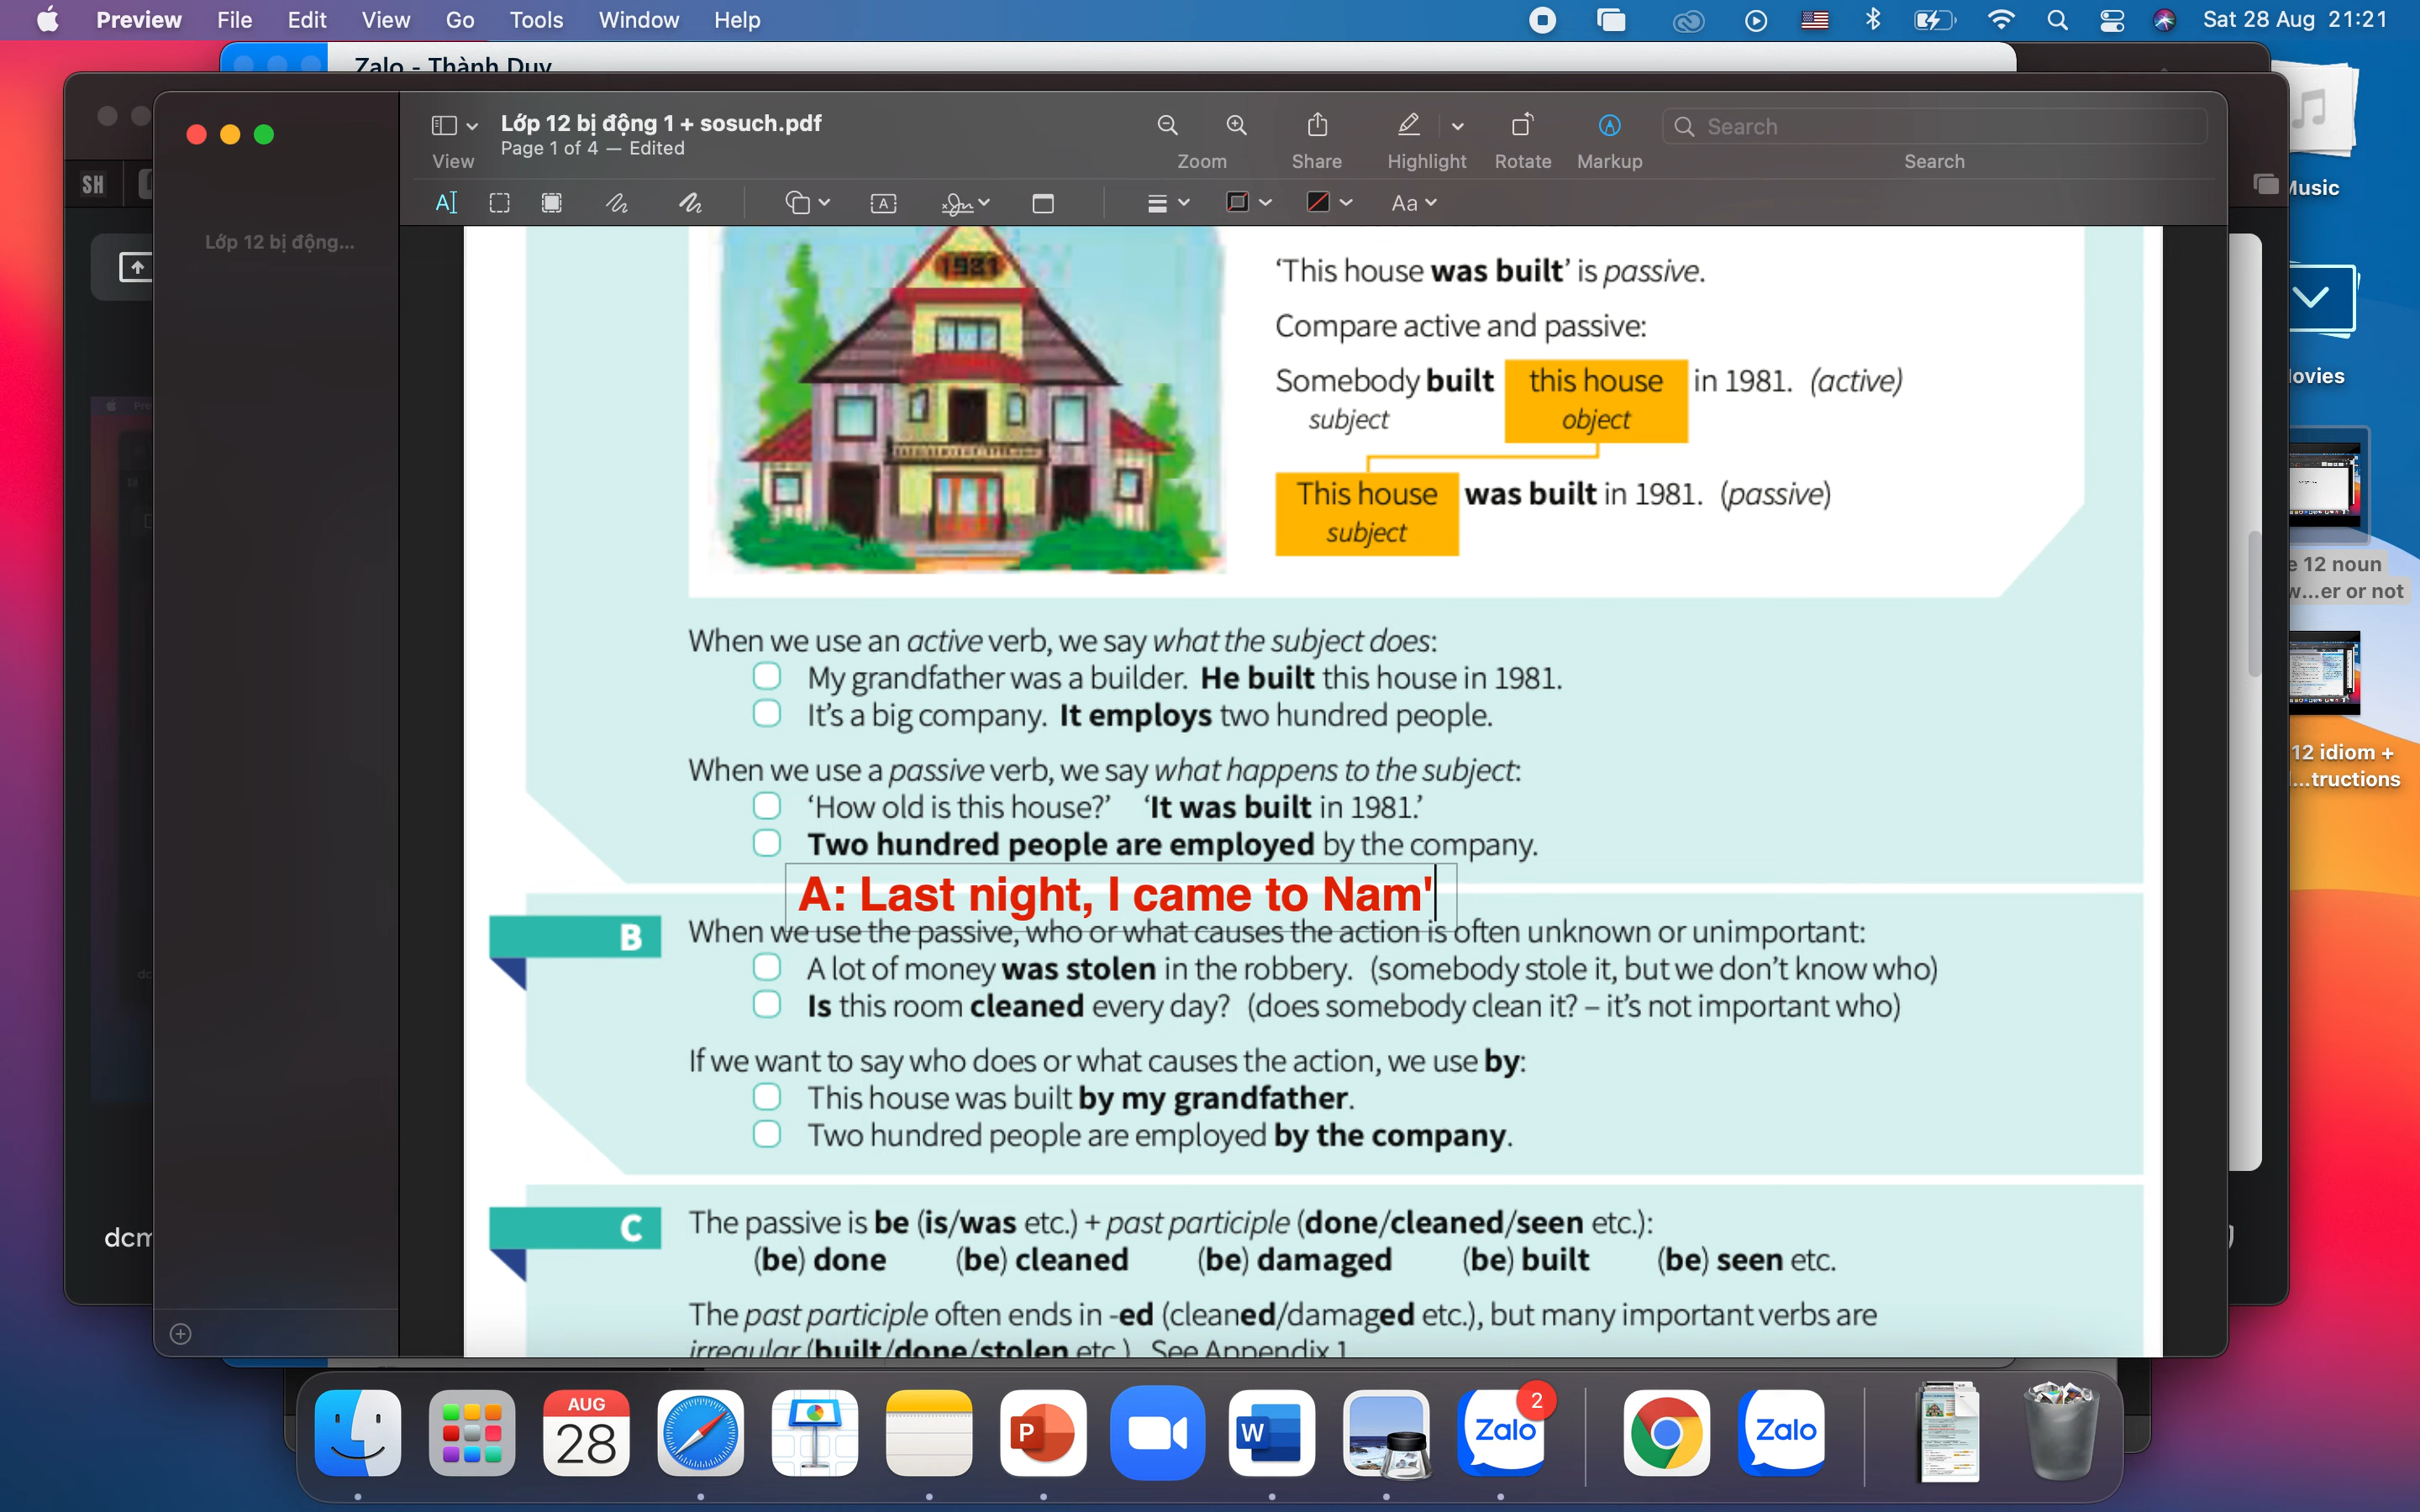 Preview File Edit View Go Tools Window Help Sat 28 Aug 21:21
Zalo - Thành Duy
Lớp 12 bị động 1 + sosuch.pdf
Page 1 of 4 — Edited
Search
View Zoom Share Highlight Rotate Markup Search
Aa
SH
Lớp 12 bị động...
Music
1981
'This house was built' is passive.
Compare active and passive:
Somebody built this house in 1981. (active)
subject object
This house was built in 1981. (passive)
subject
When we use an active verb, we say what the subject does:
My grandfather was a builder. He built this house in 1981.
It's a big company. It employs two hundred people.
When we use a passive verb, we say what happens to the subject:
'How old is this house?' 'It was built in 1981.'
Two hundred people are employed by the company.
A: Last night, I came to Nam'
B When we use the passive, who or what causes the action is often unknown or unimportant:
A lot of money was stolen in the robbery. (somebody stole it, but we don't know who)
Is this room cleaned every day? (does somebody clean it? – it's not important who)
If we want to say who does or what causes the action, we use by:
This house was built by my grandfather.
Two hundred people are employed by the company.
C The passive is be (is/was etc.) + past participle (done/cleaned/seen etc.):
(be) done (be) cleaned (be) damaged (be) built (be) seen etc.
The past participle often ends in -ed (cleaned/damaged etc.), but many important verbs are
irregular (built/done/stolen etc.). See Appendix 1
ovies
e 12 noun
w...er or not
12 idiom +
...tructions
dcm
AUG
28
P
W
Zalo
2
Zalo